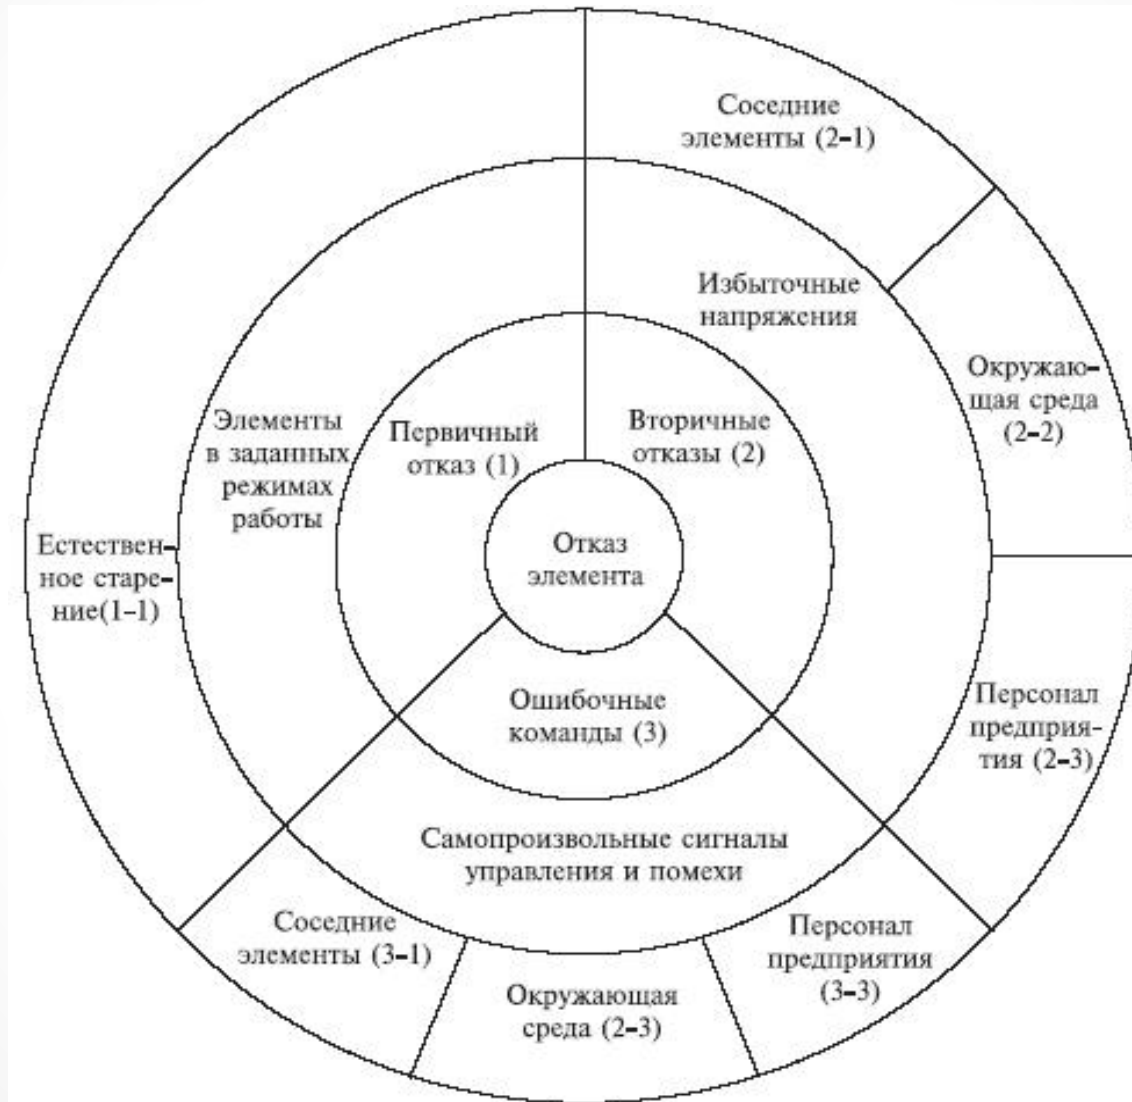 Соседние
элементы (2-1)
Избыточные
напряжения
Окружаю-
щая среда
(2-2)
Элементы
в заданных
режимах
работы
Первичный
отказ (1)
Вторичные
отказы (2)
Естествен-
ное старе-
ние(1-1)
Отказ
элемента
Ошибочные
команды (3)
Персонал
предприя-
тия (2-3)
Самопроизвольные сигналы
управления и помехи
Соседние
элементы (3-1)
Окружающая
среда (2-3)
Персонал
предприятия
(3-3)